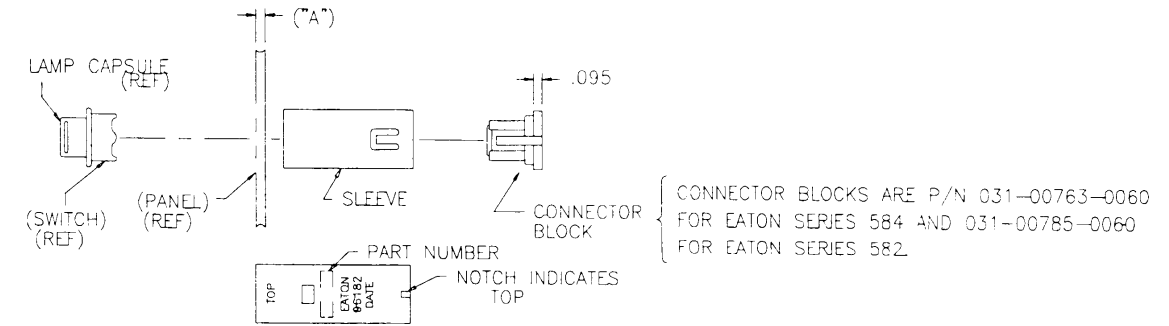 ("A")
LAMP CAPSULE
(REF)
.095
(PANEL)
(REF)
SLEEVE
(SWITCH)
(REF)
CONNECTOR
BLOCK
CONNECTOR BLOCKS ARE P/N 031-00763-0060
FOR EATON SERIES 584 AND 031-00785-0060
FOR EATON SERIES 582
PART NUMBER
NOTCH INDICATES
TOP
TOP
EATON
96182
DATE